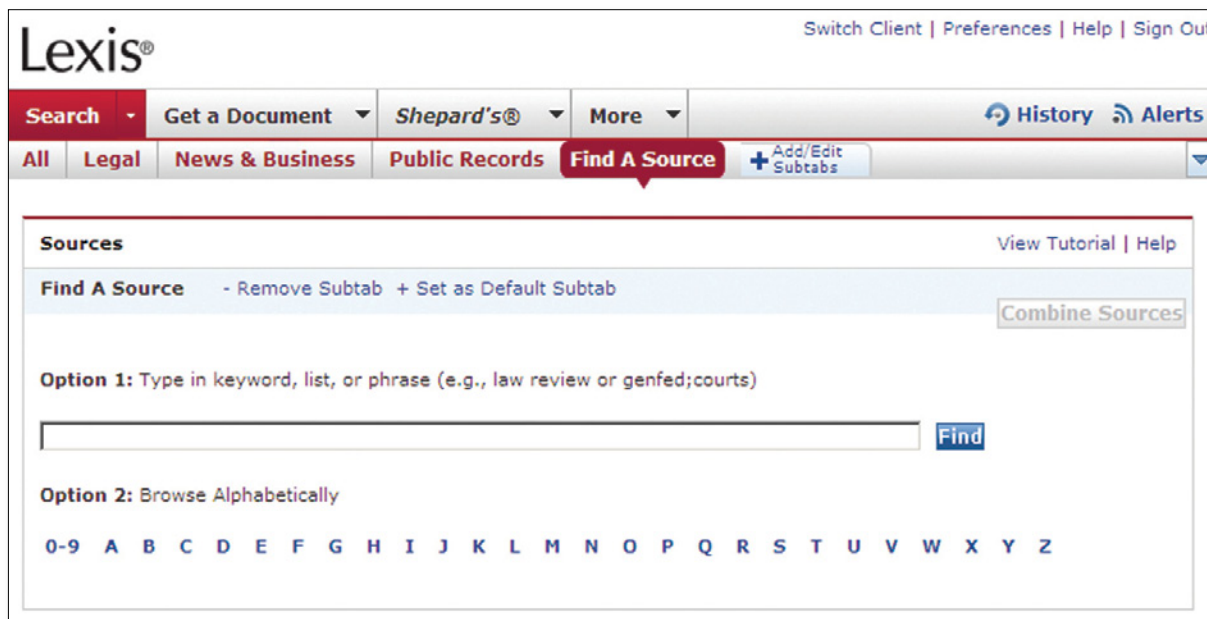 Switch Client | Preferences | Help | Sign Out
Lexis®
Search Get a Document Shepard's® More History Alerts
All Legal News & Business Public Records Find A Source + Add/Edit Subtabs
Sources View Tutorial | Help
Find A Source - Remove Subtab + Set as Default Subtab
Combine Sources
Option 1: Type in keyword, list, or phrase (e.g., law review or genfed;courts)
Find
Option 2: Browse Alphabetically
0-9 A B C D E F G H I J K L M N O P Q R S T U V W X Y Z